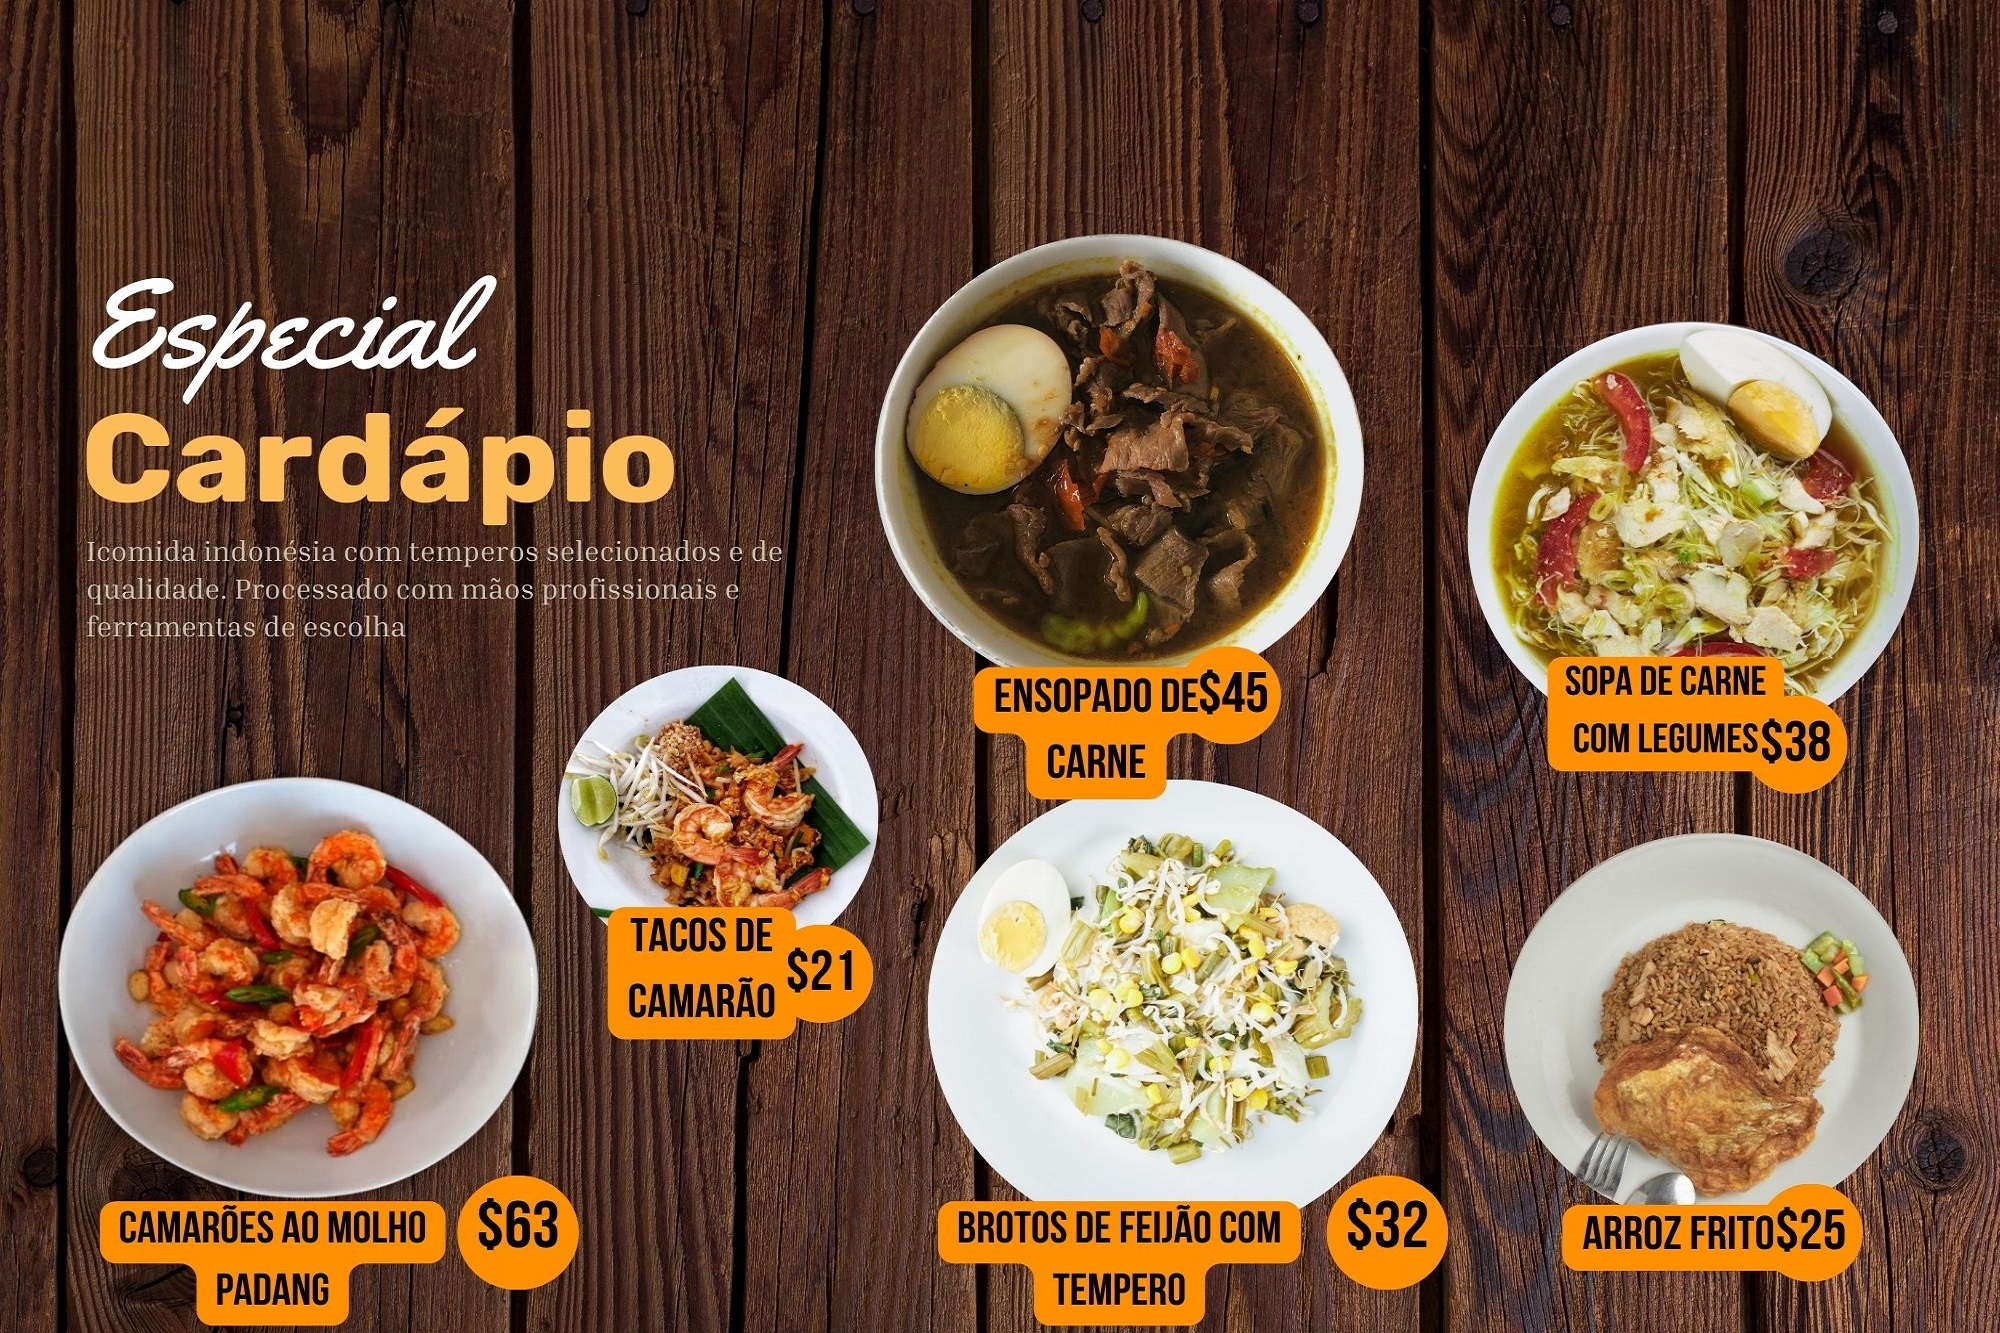 Especial
Cardápio
Icomida indonésia com temperos selecionados e de
qualidade. Processado com mãos profissionais e
ferramentas de escolha
ENSOPADO DE
CARNE
$45
SOPA DE CARNE
COM LEGUMES
$38
TACOS DE
CAMARÃO
$21
CAMARÕES AO MOLHO
PADANG
$63
BROTOS DE FEIJÃO COM
TEMPERO
$32
ARROZ FRITO
$25